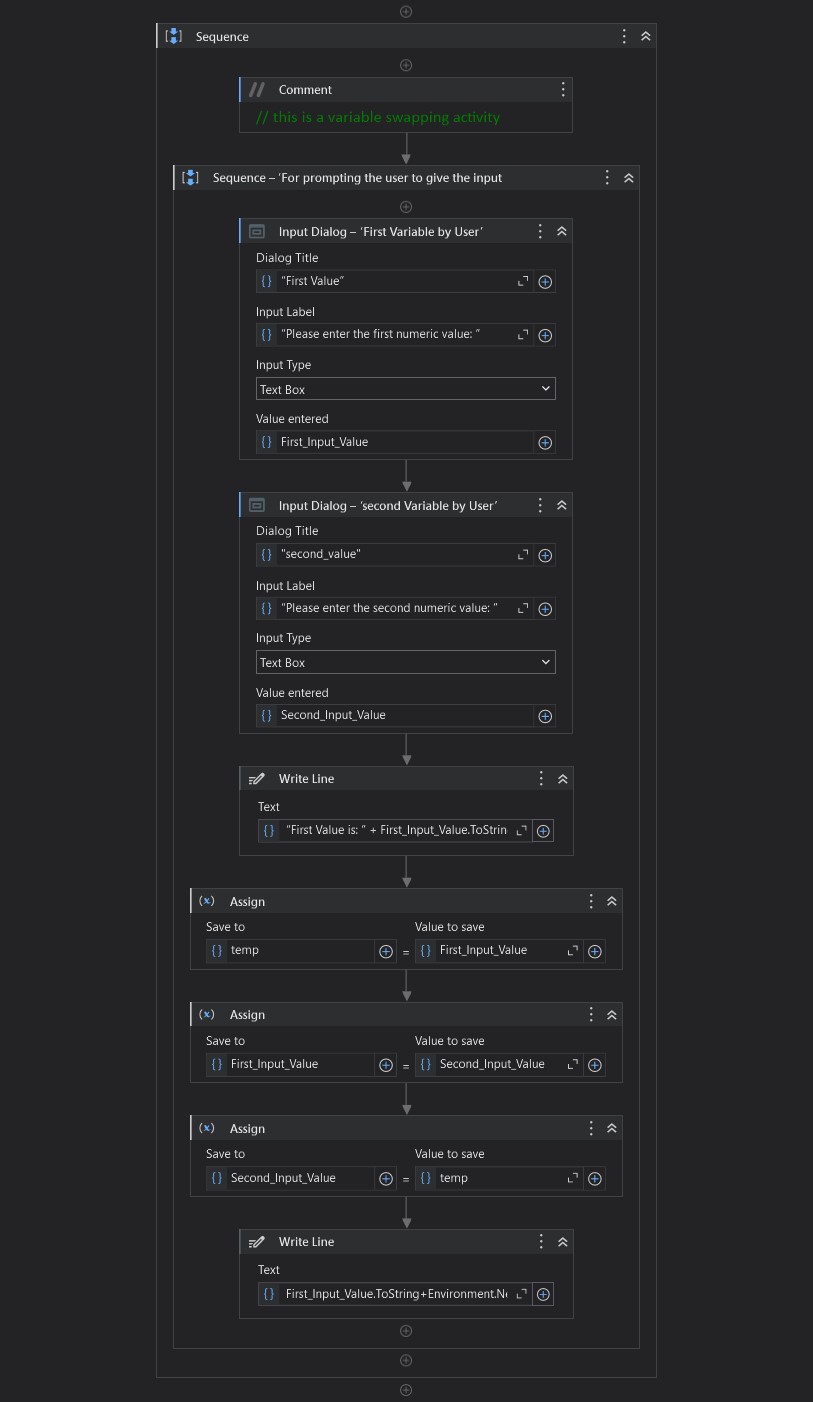 Sequence
Comment
// this is a variable swapping activity
Sequence – ‘For prompting the user to give the input
Input Dialog – ‘First Variable by User’
Dialog Title
“First Value”
Input Label
“Please enter the first numeric value: ”
Input Type
Text Box
Value entered
First_Input_Value
Input Dialog – ‘second Variable by User’
Dialog Title
"second_value"
Input Label
“Please enter the second numeric value: ”
Input Type
Text Box
Value entered
Second_Input_Value
Write Line
Text
“First Value is: ” + First_Input_Value.ToStrin
Assign
Save to Value to save
temp = First_Input_Value
Assign
Save to Value to save
First_Input_Value = Second_Input_Value
Assign
Save to Value to save
Second_Input_Value = temp
Write Line
Text
First_Input_Value.ToString+Environment.Ne